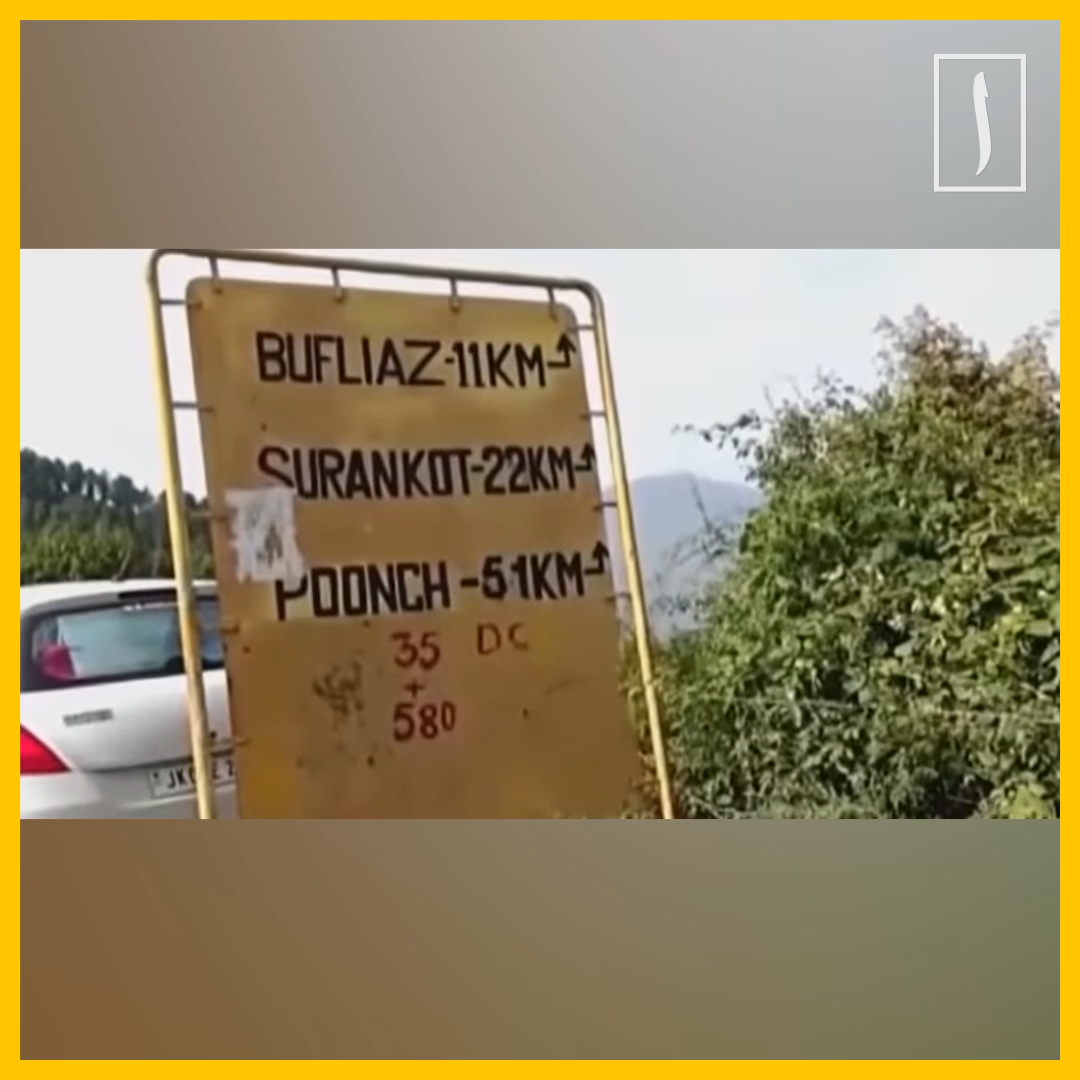 BUFLIAZ-11KM
SURANKOT-22KM
POONCH-51KM
35 DC
+
580